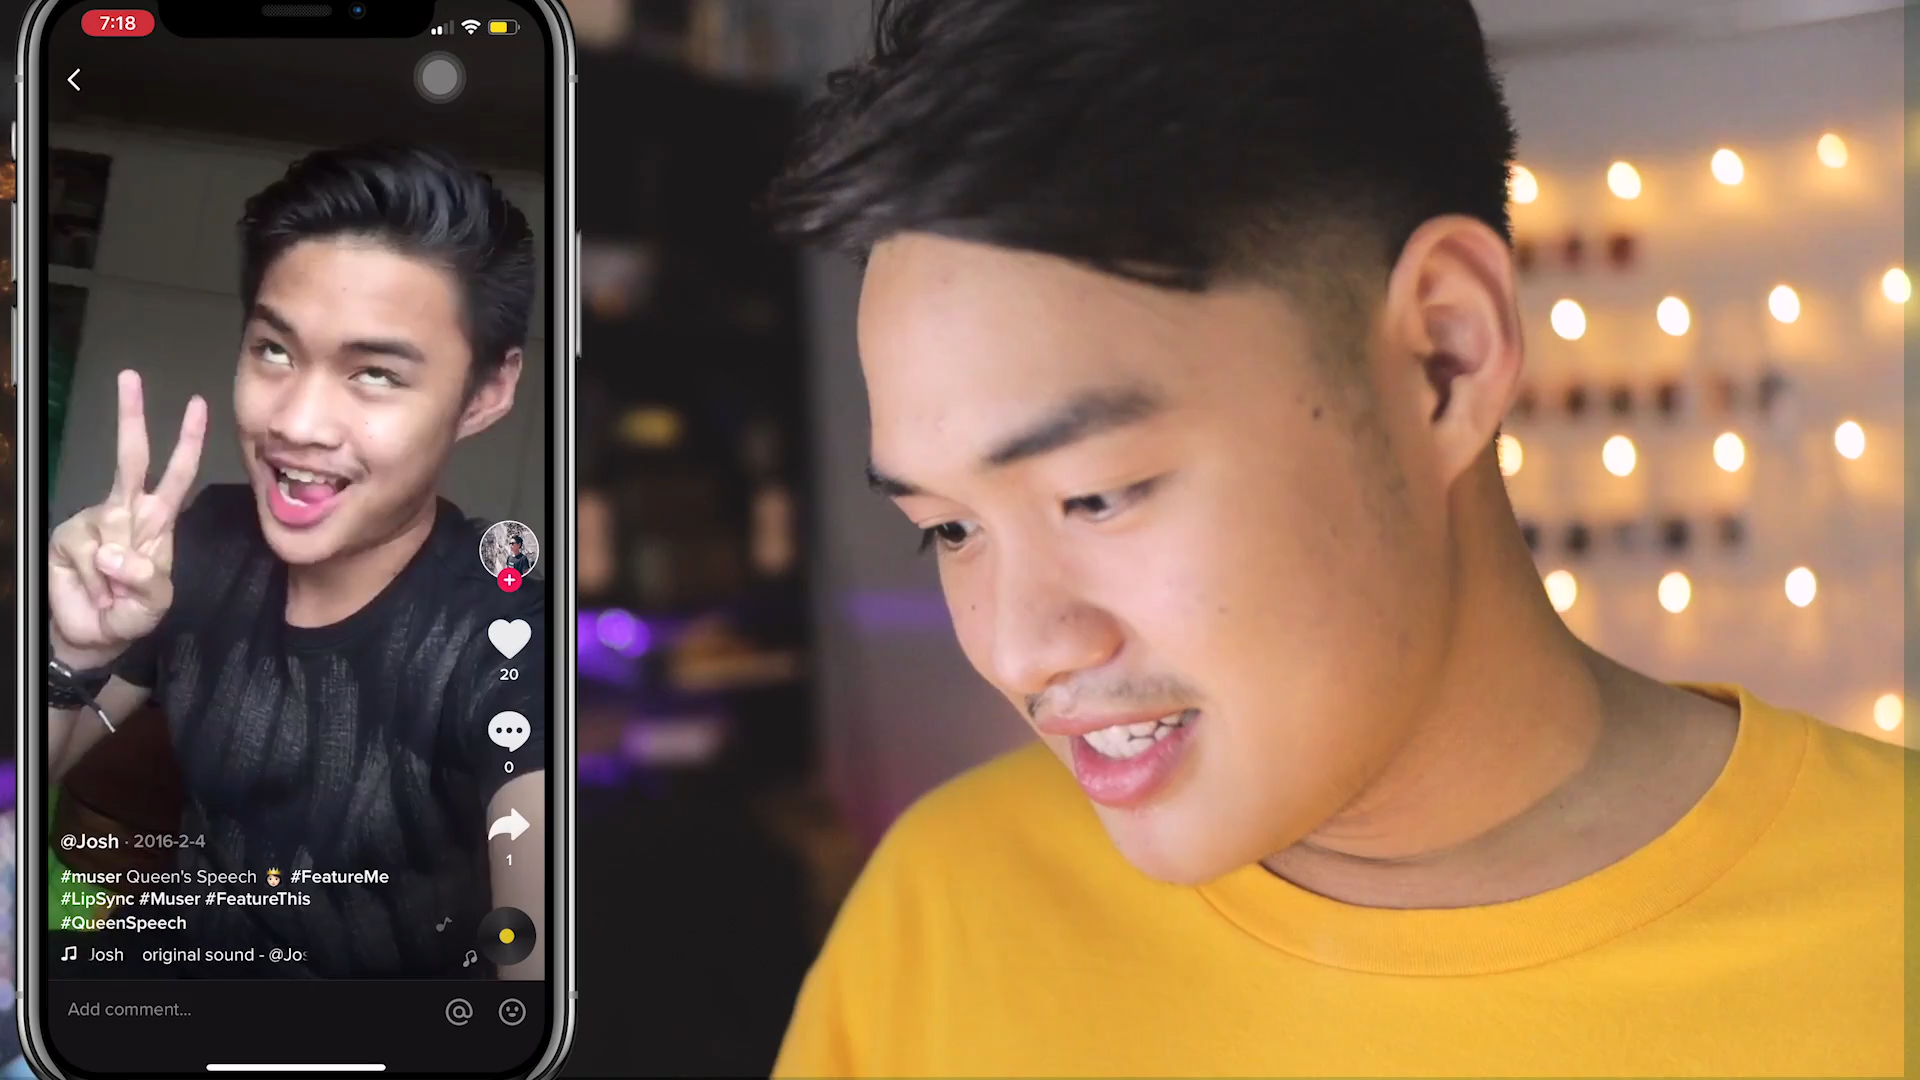 7:18
20
0
1
@Josh · 2016-2-4
#muser Queen's Speech 👸🏻 #FeatureMe
#LipSync #Muser #FeatureThis
#QueenSpeech
Josh original sound - @Jos
Add comment...